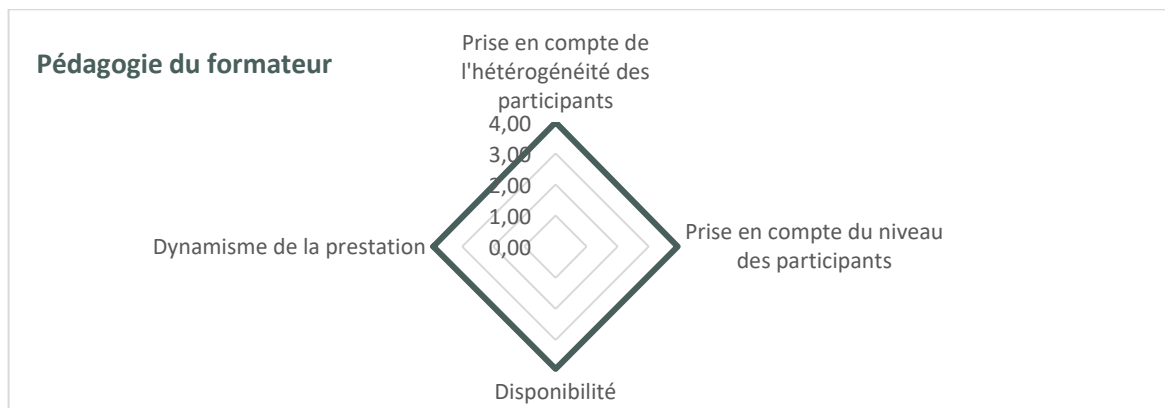 Pédagogie du formateur
Prise en compte de
l'hétérogénéité des
participants
4,00
3,00
2,00
1,00
0,00
Dynamisme de la prestation
Prise en compte du niveau
des participants
Disponibilité